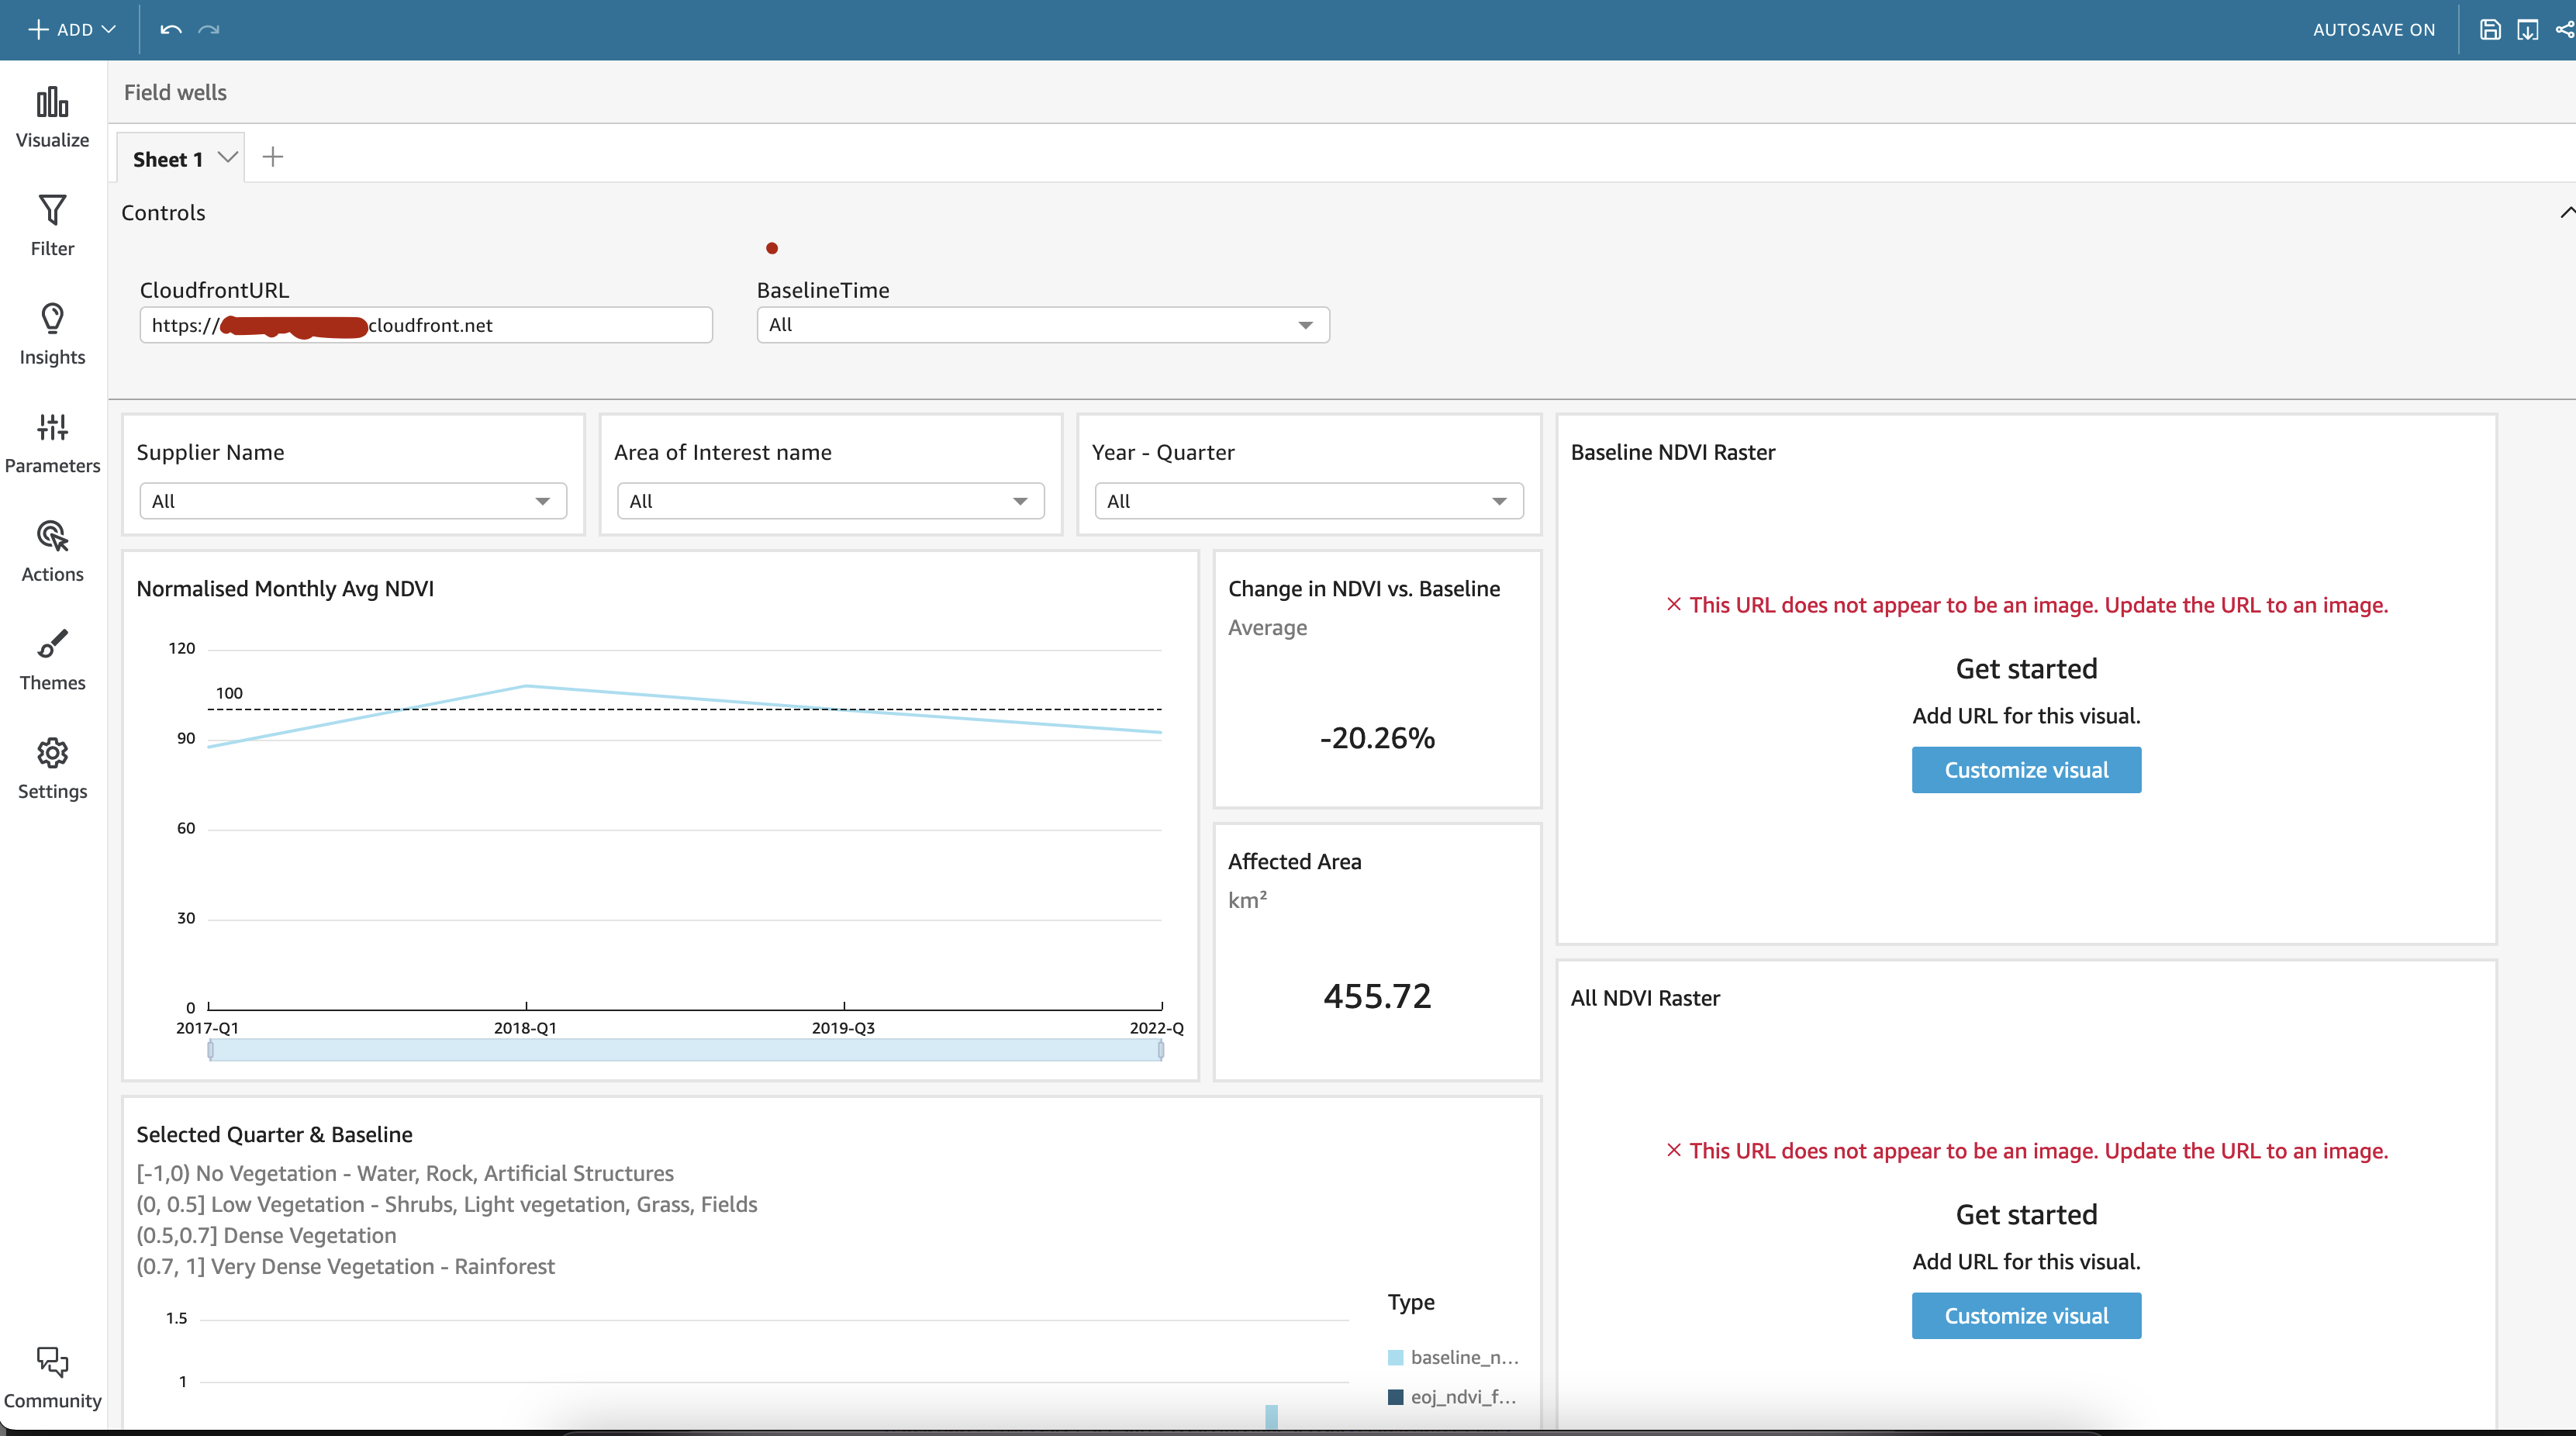 ADD
AUTOSAVE ON
Visualize
Filter
Insights
Parameters
Actions
Themes
Settings
Community
Field wells
Sheet 1
Controls
CloudfrontURL
https://
cloudfront.net
BaselineTime
All
Supplier Name
All
Area of Interest name
All
Year - Quarter
All
Normalised Monthly Avg NDVI
120
100
90
60
30
0
2017-Q1
2018-Q1
2019-Q3
2022-Q
Change in NDVI vs. Baseline
Average
-20.26%
Affected Area
km²
455.72
Selected Quarter & Baseline
[-1,0) No Vegetation - Water, Rock, Artificial Structures
(0, 0.5] Low Vegetation - Shrubs, Light vegetation, Grass, Fields
(0.5,0.7] Dense Vegetation
(0.7, 1] Very Dense Vegetation - Rainforest
1.5
1
Type
baseline_n...
eoj_ndvi_f...
Baseline NDVI Raster
This URL does not appear to be an image. Update the URL to an image.
Get started
Add URL for this visual.
Customize visual
All NDVI Raster
This URL does not appear to be an image. Update the URL to an image.
Get started
Add URL for this visual.
Customize visual